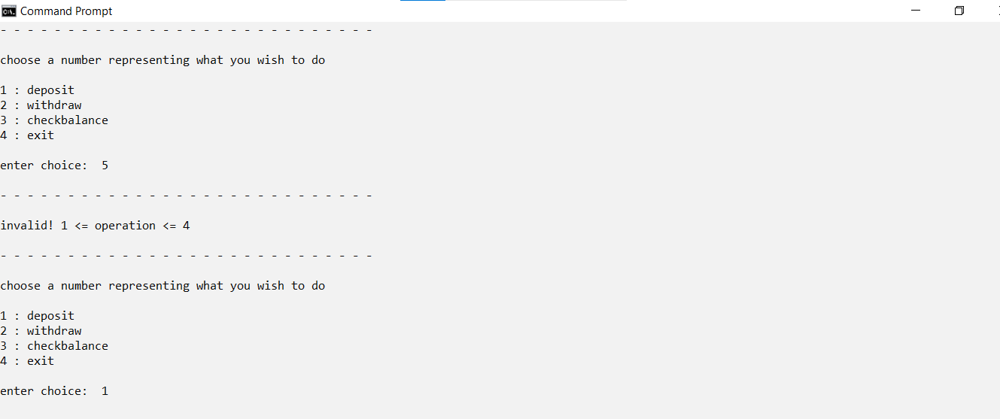 Command Prompt
- - - - - - - - - - - - - - - - - - - - - - - - - - - -
choose a number representing what you wish to do
1 : deposit
2 : withdraw
3 : checkbalance
4 : exit
enter choice:  5
- - - - - - - - - - - - - - - - - - - - - - - - - - - -
invalid! 1 <= operation <= 4
- - - - - - - - - - - - - - - - - - - - - - - - - - - -
choose a number representing what you wish to do
1 : deposit
2 : withdraw
3 : checkbalance
4 : exit
enter choice:  1